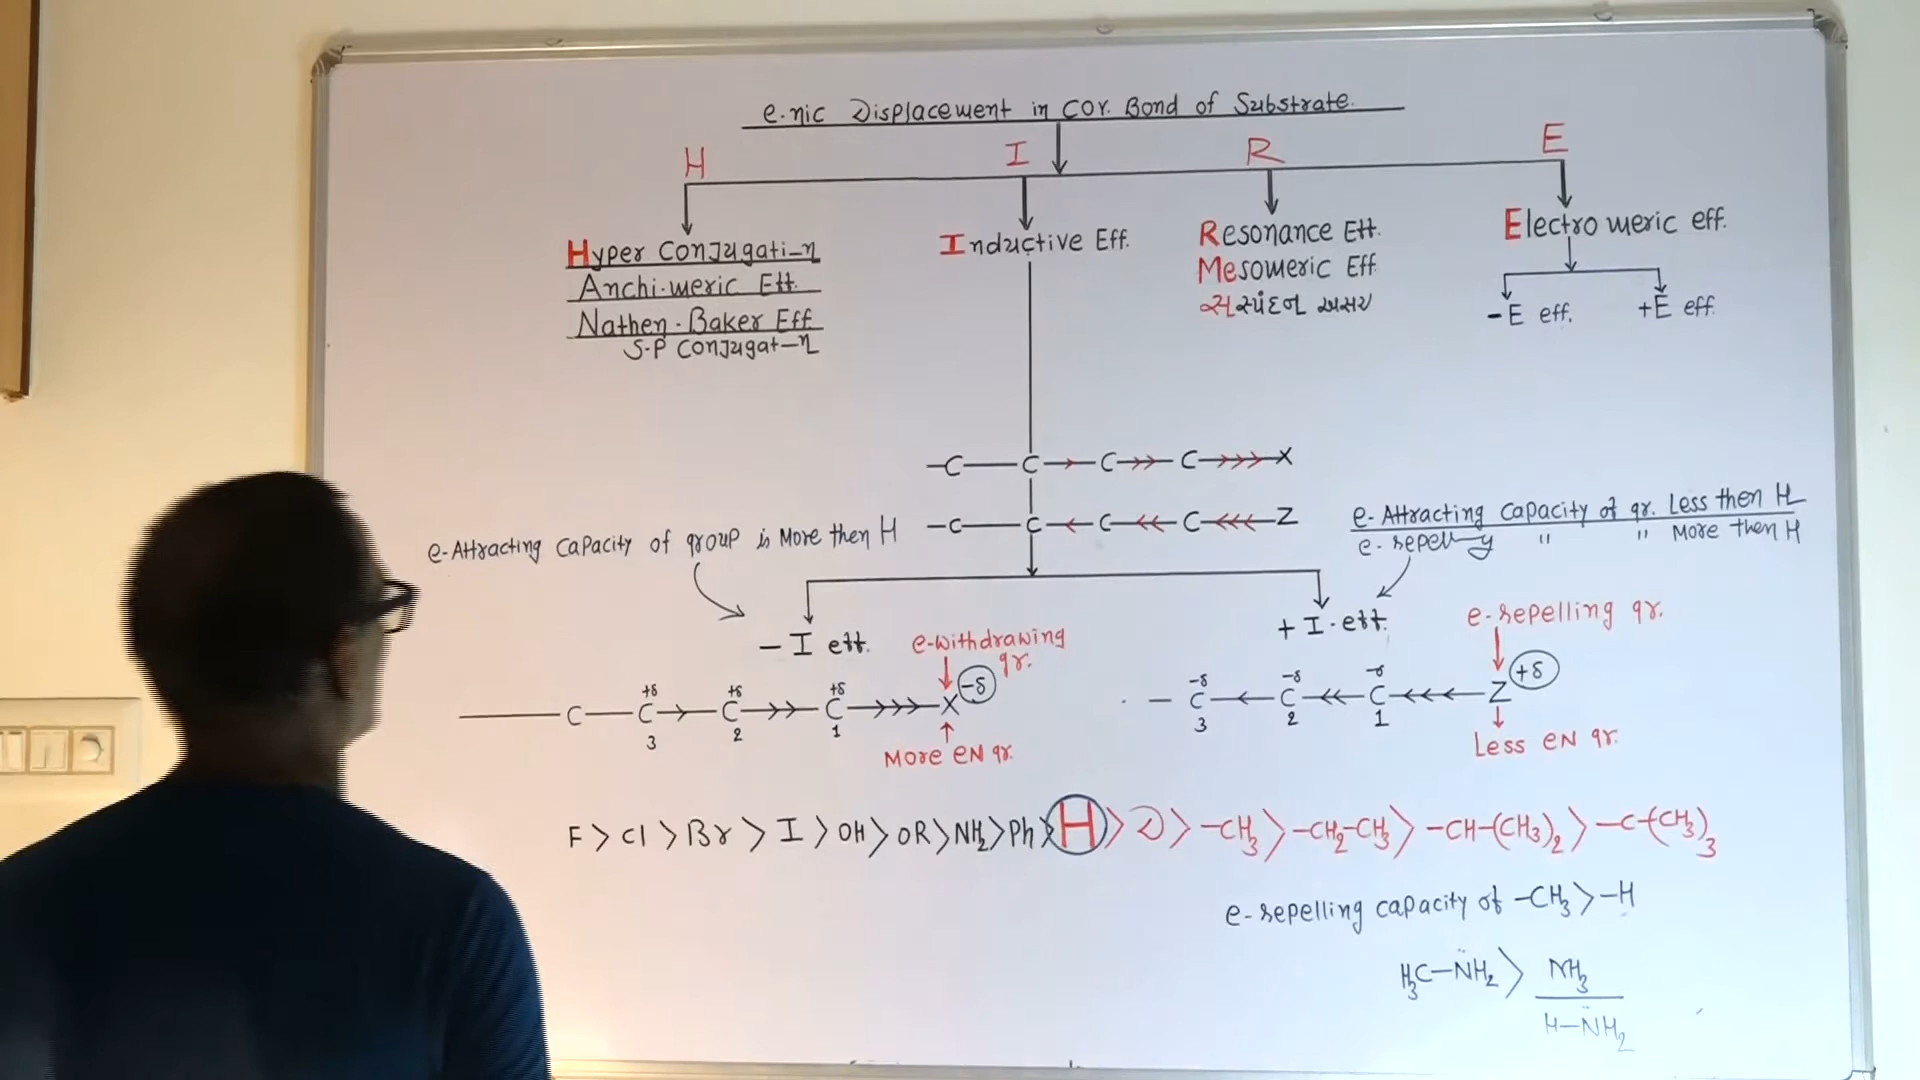 e-nic Displacement in Cov. Bond of Substrate.
H I R E
Hyper Conjugati-n
Anchi-meric Eff.
Nathen-Baker Eff
S-P Conjugat-n
Inductive Eff.
Resonance Eff.
Mesomeric Eff
સસ્પંદન અસર
Electro meric eff.
-E eff. +E eff
-C-C-C-C-X
-C-C-C-C-Z
e-Attracting Capacity of group is More then H
e-Attracting Capacity of gr. Less then H
e-repelling " " More then H
- I eff.
e-withdrawing gr.
+ I-eff.
e-repelling gr.
+δ +δ +δ -δ
C-C-C-C-X
3 2 1
More eN gr.
-δ -δ -δ +δ
-C-C-C-Z
3 2 1
Less eN gr.
F > Cl > Br > I > OH > OR > NH2 > Ph > H > D > -CH3 > -CH2-CH3 > -CH-(CH3)2 > -C-(CH3)3
e-repelling capacity of -CH3 > -H
H3C-NH2 > NH3
H-NH2